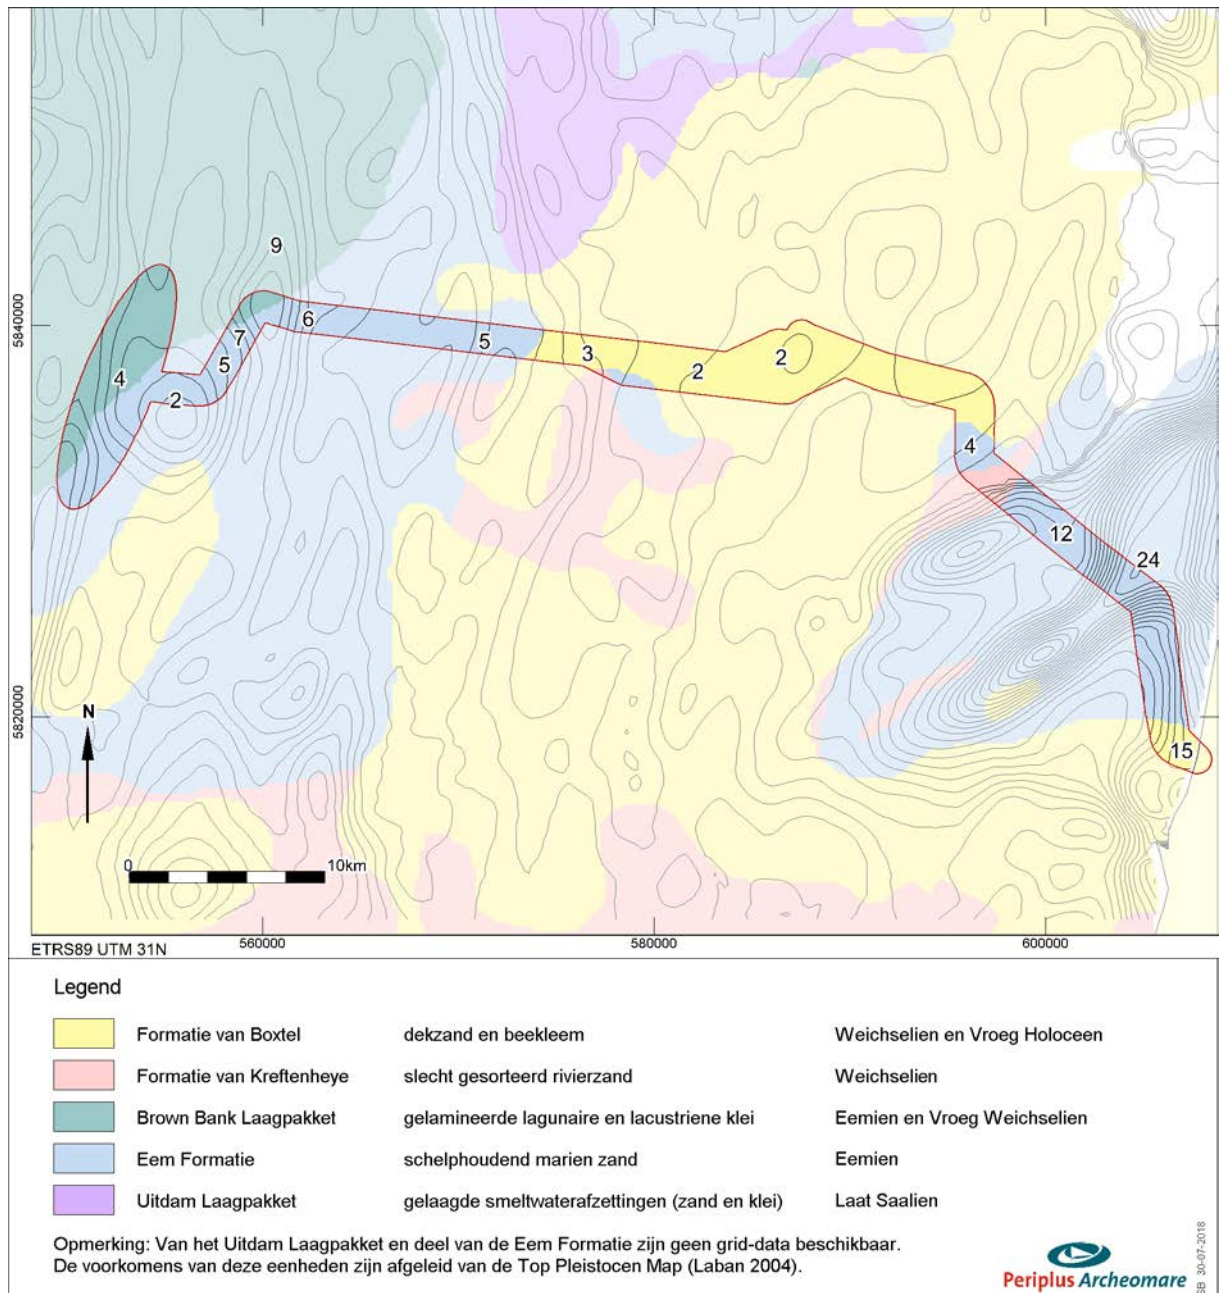 9
5840000
4
2
5
7
6
5
3
2
2
4
12
24
15
5820000
N
0
10km
ETRS89 UTM 31N
560000
580000
600000
Legend
Formatie van Boxtel dekzand en beekleem Weichselien en Vroeg Holoceen
Formatie van Kreftenheye slecht gesorteerd rivierzand Weichselien
Brown Bank Laagpakket gelamineerde lagunaire en lacustriene klei Eemien en Vroeg Weichselien
Eem Formatie schelphoudend marien zand Eemien
Uitdam Laagpakket gelaagde smeltwaterafzettingen (zand en klei) Laat Saalien
Opmerking: Van het Uitdam Laagpakket en deel van de Eem Formatie zijn geen grid-data beschikbaar.
De voorkomens van deze eenheden zijn afgeleid van de Top Pleistocen Map (Laban 2004).
Periplus Archeomare
SB 30-07-2018